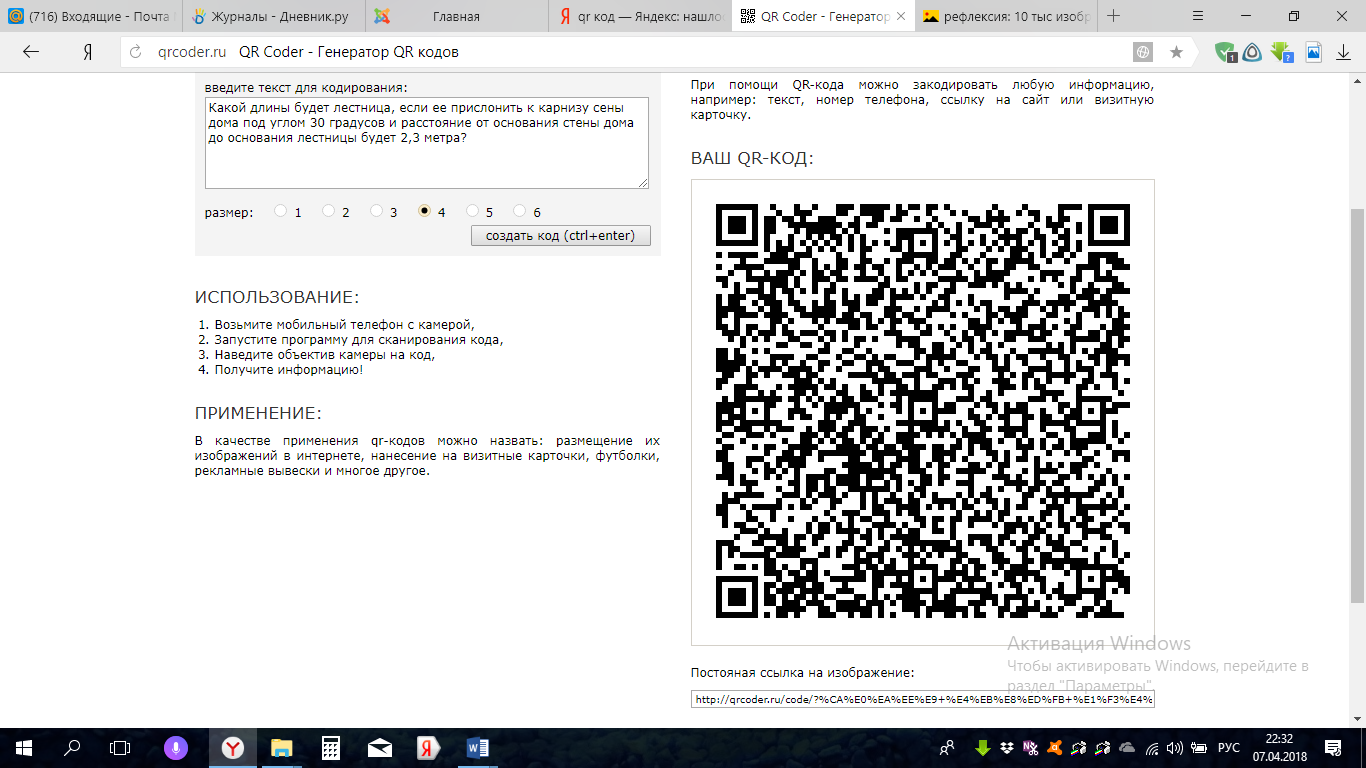 (716) Входящие - Почта
Журналы - Дневник.ру
Главная
qr код — Яндекс: нашлос
QR Coder - Генератор
рефлексия: 10 тыс изобр
qrcoder.ru QR Coder - Генератор QR кодов
введите текст для кодирования:
Какой длины будет лестница, если ее прислонить к карнизу сены
дома под углом 30 градусов и расстояние от основания стены дома
до основания лестницы будет 2,3 метра?
размер: 1 2 3 4 5 6
создать код (ctrl+enter)
ИСПОЛЬЗОВАНИЕ:
1. Возьмите мобильный телефон с камерой,
2. Запустите программу для сканирования кода,
3. Наведите объектив камеры на код,
4. Получите информацию!
ПРИМЕНЕНИЕ:
В качестве применения qr-кодов можно назвать: размещение их
изображений в интернете, нанесение на визитные карточки, футболки,
рекламные вывески и многое другое.
При помощи QR-кода можно закодировать любую информацию,
например: текст, номер телефона, ссылку на сайт или визитную
карточку.
ВАШ QR-КОД:
Постояная ссылка на изображение:
http://qrcoder.ru/code/?%CA%E0%EA%EE%E9+%E4%EB%E8%ED%FB+%E1%F3%E4%
Активация Windows
Чтобы активировать Windows, перейдите в
раздел "Параметры".
РУС
22:32
07.04.2018